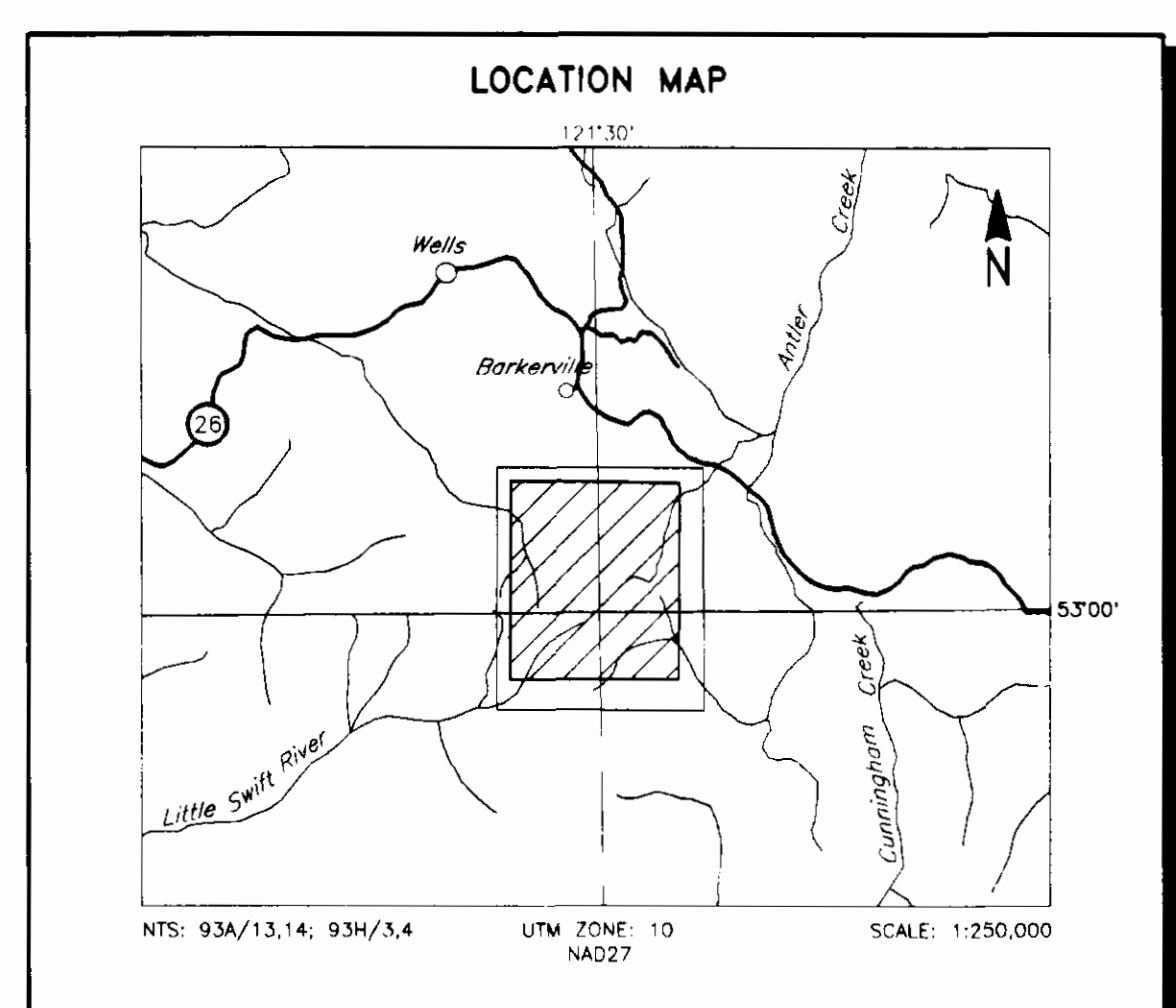 LOCATION MAP
121°30'
Creek
Wells
N
Antler
Barkerville
26
53°00'
Creek
Cunningham
Little Swift River
NTS: 93A/13,14; 93H/3,4
UTM ZONE: 10
SCALE: 1:250,000
NAD27